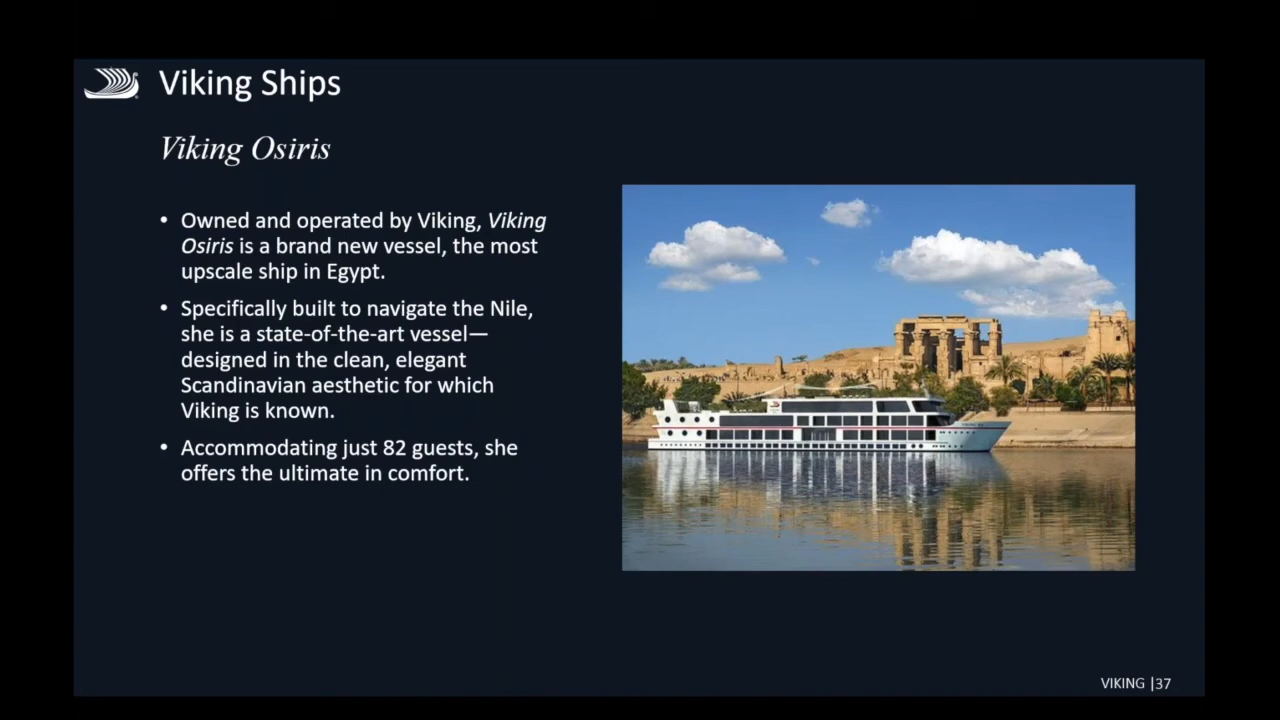 Viking Ships
Viking Osiris
• Owned and operated by Viking, Viking
Osiris is a brand new vessel, the most
upscale ship in Egypt.
• Specifically built to navigate the Nile,
she is a state-of-the-art vessel—
designed in the clean, elegant
Scandinavian aesthetic for which
Viking is known.
• Accommodating just 82 guests, she
offers the ultimate in comfort.
VIKING |37